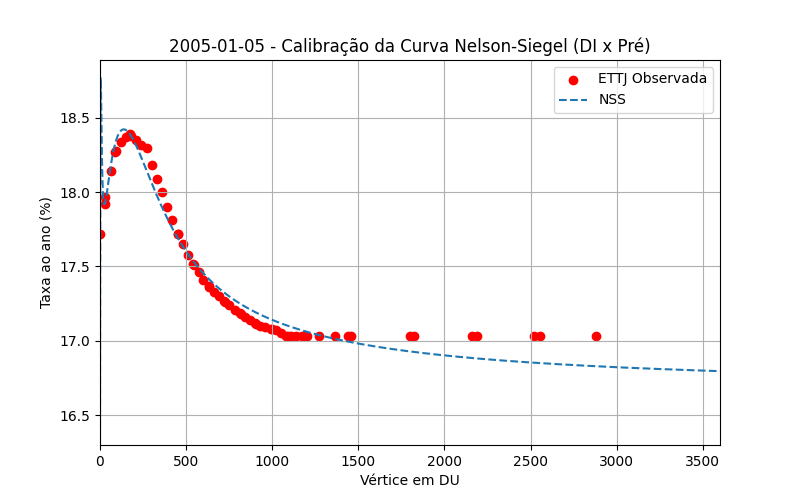 2005-01-05 - Calibração da Curva Nelson-Siegel (DI x Pré)
ETTJ Observada
NSS
Taxa ao ano (%)
18.5
18.0
17.5
17.0
16.5
0 500 1000 1500 2000 2500 3000 3500
Vértice em DU